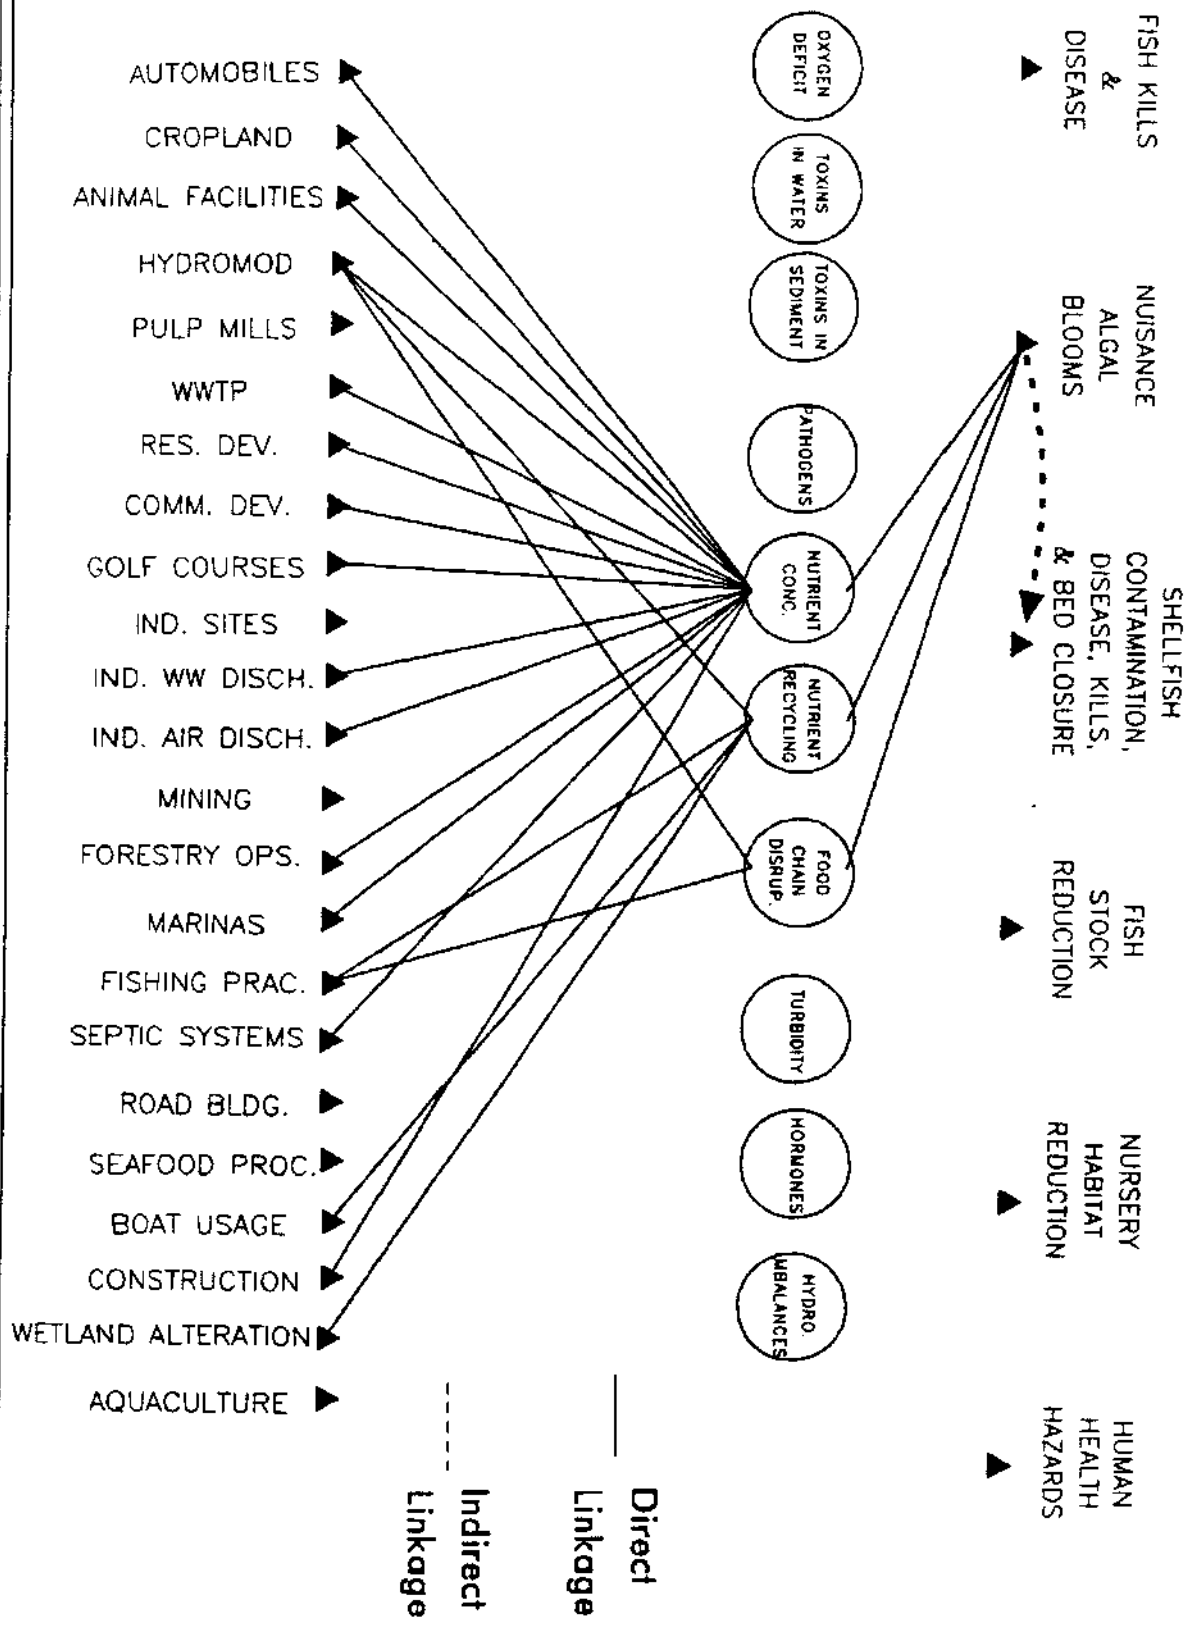 AUTOMOBILES
CROPLAND
ANIMAL FACILITIES
HYDROMOD
PULP MILLS
WWTP
RES. DEV.
COMM. DEV.
GOLF COURSES
IND. SITES
IND. WW DISCH.
IND. AIR DISCH.
MINING
FORESTRY OPS.
MARINAS
FISHING PRAC.
SEPTIC SYSTEMS
ROAD BLDG.
SEAFOOD PROC.
BOAT USAGE
CONSTRUCTION
WETLAND ALTERATION
AQUACULTURE
OXYGEN
DEFICIT
TOXINS
IN WATER
TOXINS IN
SEDIMENT
PATHOGENS
NUTRIENT
CONC.
NUTRIENT
RECYCLING
FOOD
CHAIN
DISRUP.
TURBIDITY
HORMONES
HYDRO.
IMBALANCES
FISH KILLS
&
DISEASE
NUISANCE
ALGAL
BLOOMS
SHELLFISH
CONTAMINATION,
DISEASE, KILLS,
& BED CLOSURE
FISH
STOCK
REDUCTION
NURSERY
HABITAT
REDUCTION
HUMAN
HEALTH
HAZARDS
Direct
Linkage
Indirect
Linkage